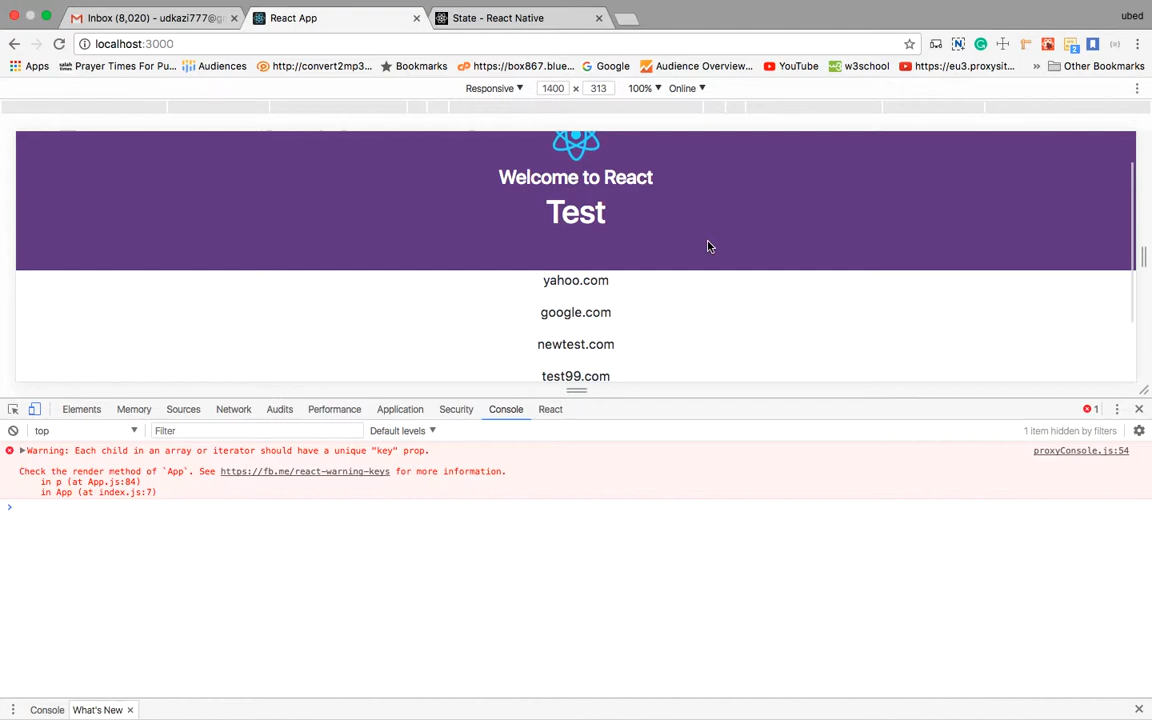 Inbox (8,020) - udkazi777@g
React App
State - React Native
ubed
localhost:3000
Apps
Prayer Times For Pu...
Audiences
http://convert2mp3...
Bookmarks
https://box867.blue...
Google
Audience Overview...
YouTube
w3school
https://eu3.proxysit...
»
Other Bookmarks
Responsive ▼ 1400 × 313 100% ▼ Online ▼
Welcome to React
Test
yahoo.com
google.com
newtest.com
test99.com
Elements Memory Sources Network Audits Performance Application Security Console React 1
top ▼ Filter Default levels ▼ 1 item hidden by filters
Warning: Each child in an array or iterator should have a unique "key" prop. proxyConsole.js:54
Check the render method of `App`. See https://fb.me/react-warning-keys for more information.
in p (at App.js:84)
in App (at index.js:7)
>
Console What's New ×